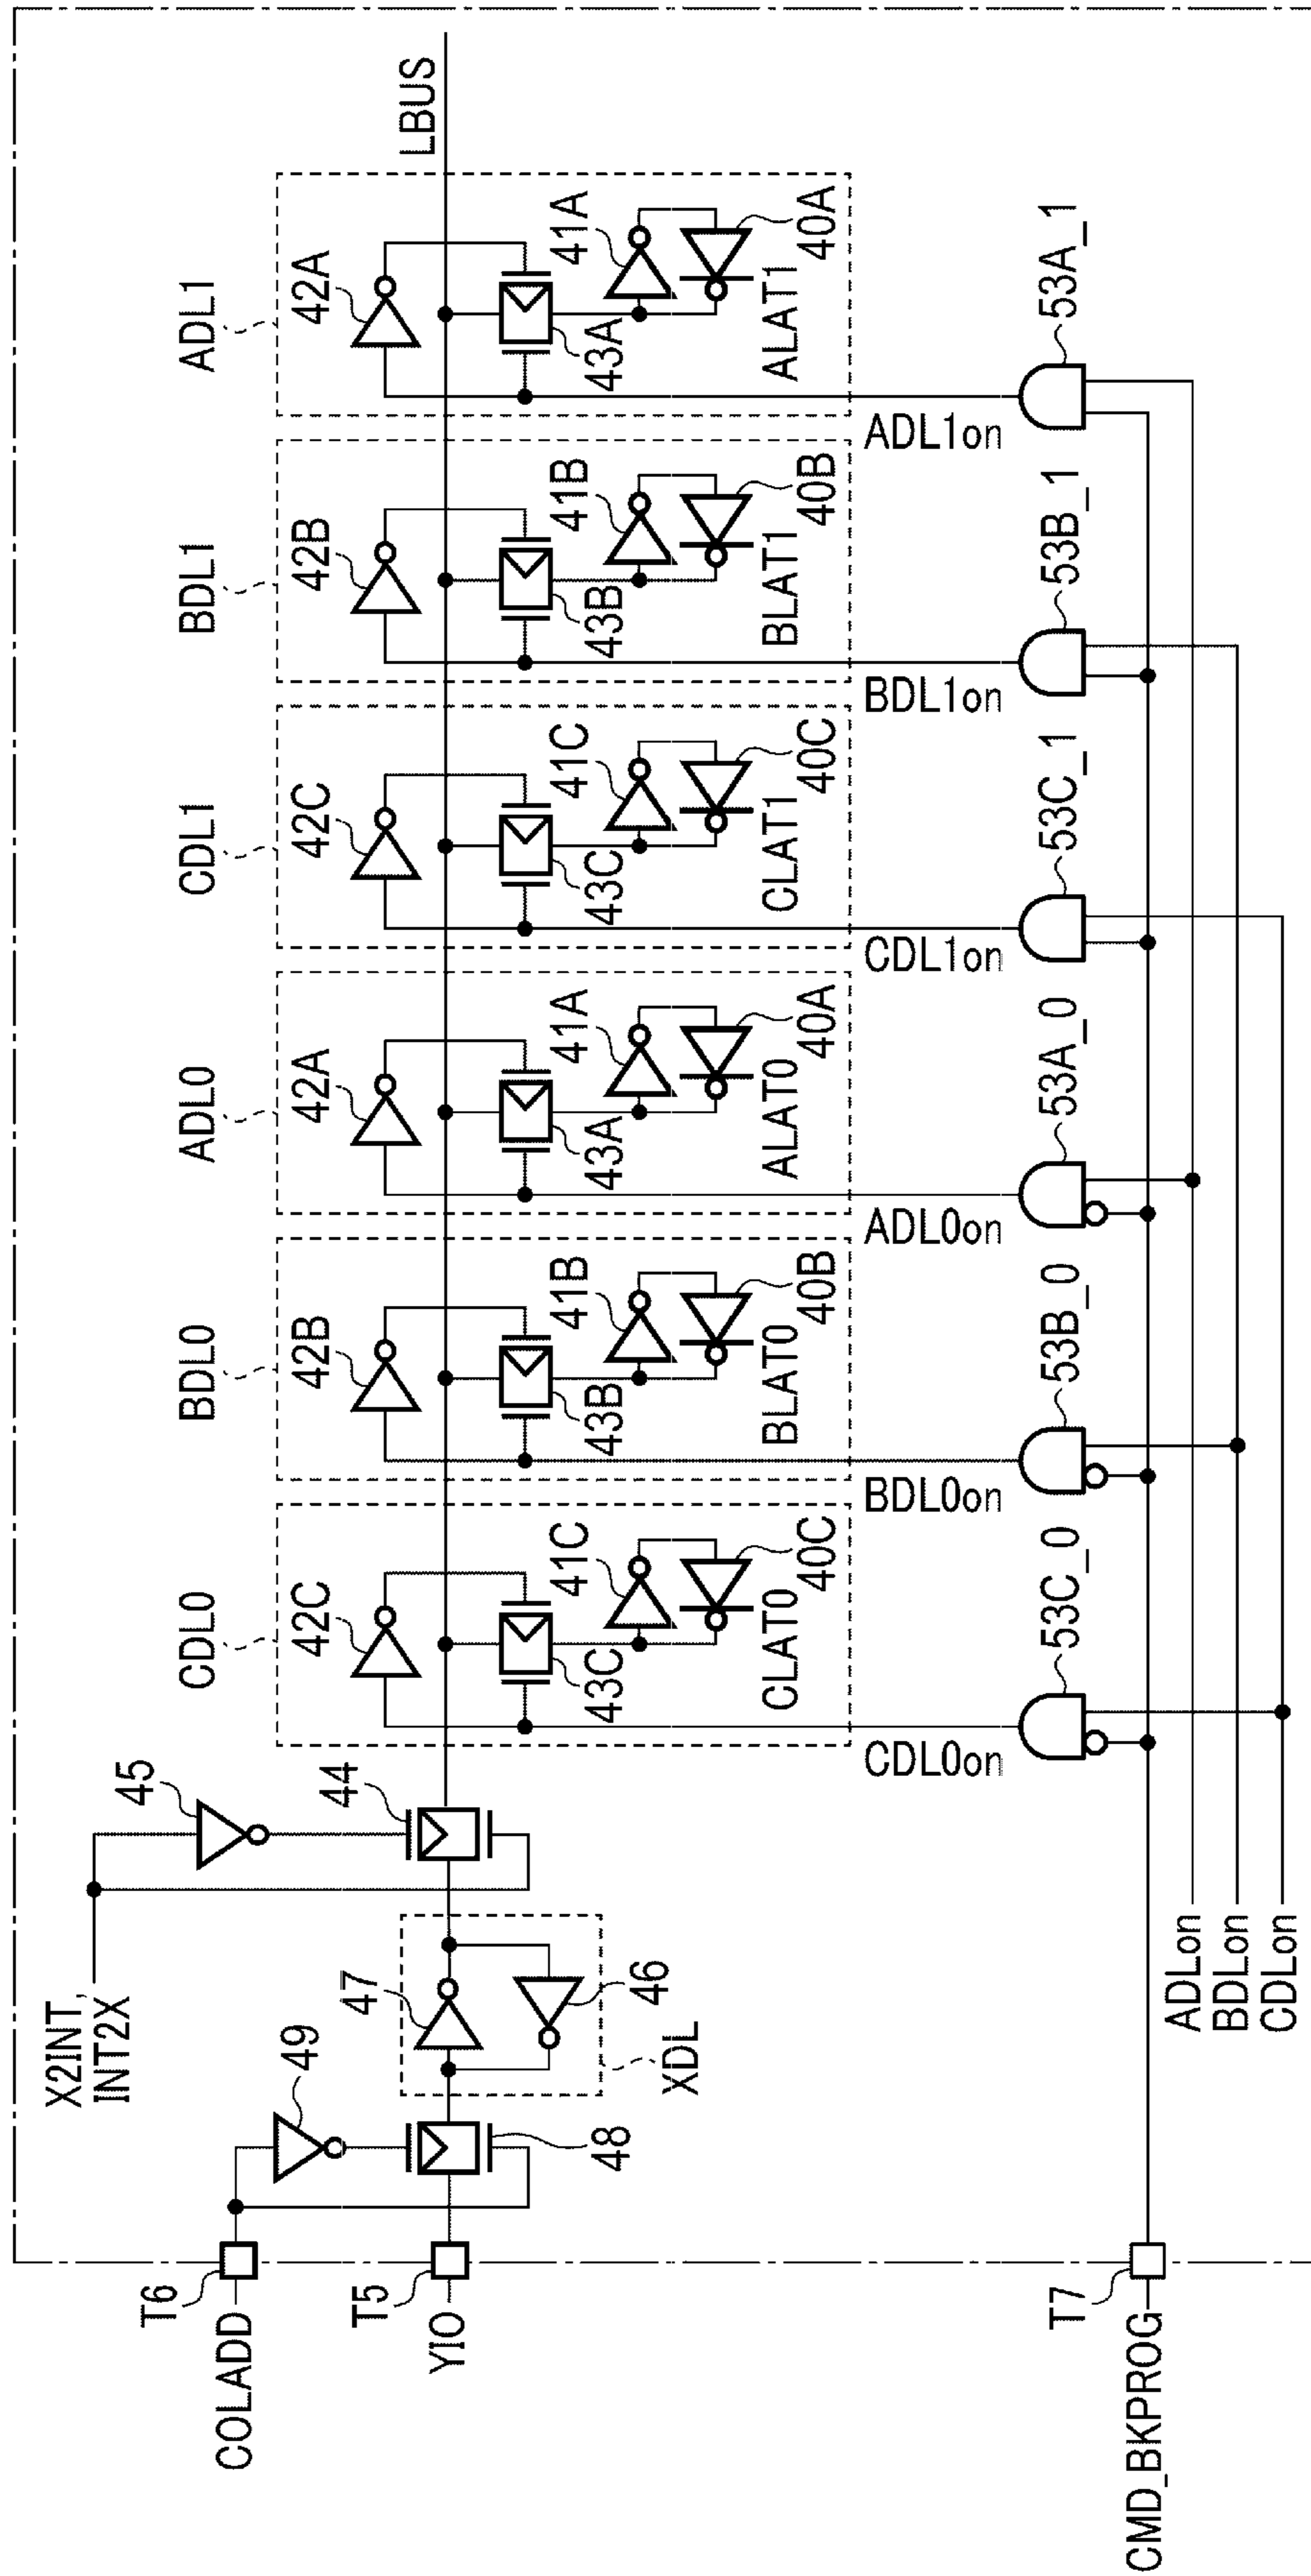 COLADD
T6
YIO
T5
CMD_BKPROG
T7
X2INT,
INT2X
49
48
47
46
XDL
45
44
LBUS
CDL0
42C
43C
41C
40C
CLAT0
CDL0on
53C_0
BDL0
42B
43B
41B
40B
BLAT0
BDL0on
53B_0
ADL0
42A
43A
41A
40A
ALAT0
ADL0on
53A_0
CDL1
42C
43C
41C
40C
CLAT1
CDL1on
53C_1
BDL1
42B
43B
41B
40B
BLAT1
BDL1on
53B_1
ADL1
42A
43A
41A
40A
ALAT1
ADL1on
53A_1
ADLon
BDLon
CDLon